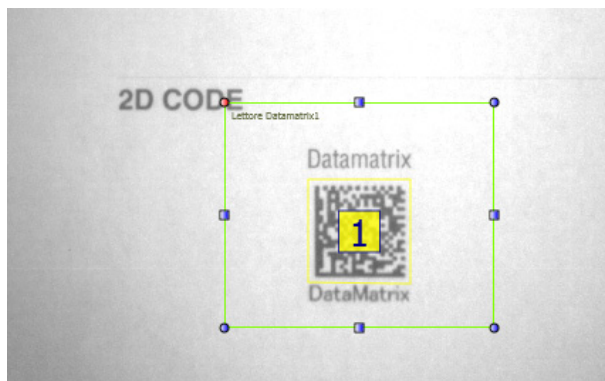 2D CODE
Lettore Datamatrix1
Datamatrix
1
DataMatrix